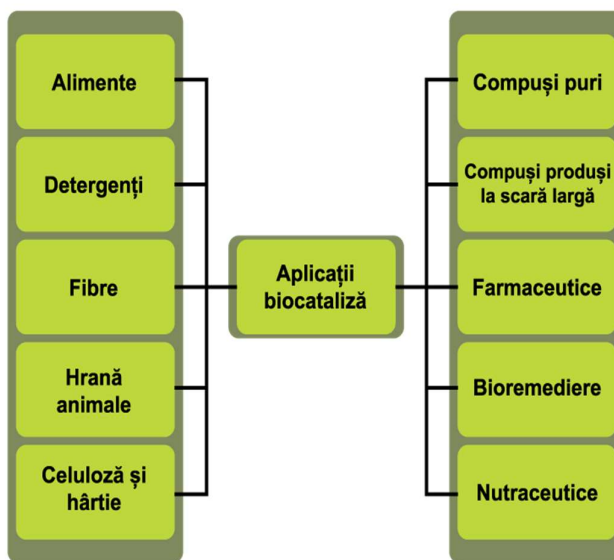 Alimente
Detergenți
Fibre
Hrană
animale
Celuloză și
hârtie
Aplicații
biocataliză
Compuși puri
Compuși produși
la scară largă
Farmaceutice
Bioremediere
Nutraceutice